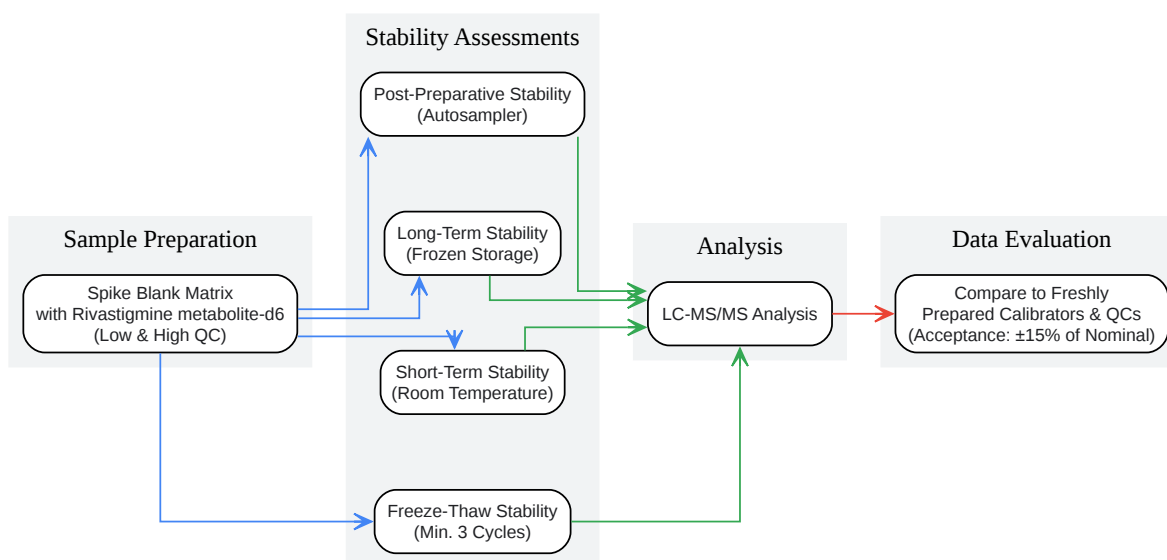 Stability Assessments
Post-Preparative Stability
(Autosampler)
Long-Term Stability
(Frozen Storage)
Short-Term Stability
(Room Temperature)
Freeze-Thaw Stability
(Min. 3 Cycles)
Sample Preparation
Spike Blank Matrix
with Rivastigmine metabolite-d6
(Low & High QC)
Analysis
LC-MS/MS Analysis
Data Evaluation
Compare to Freshly
Prepared Calibrators & QCs
(Acceptance: ±15% of Nominal)